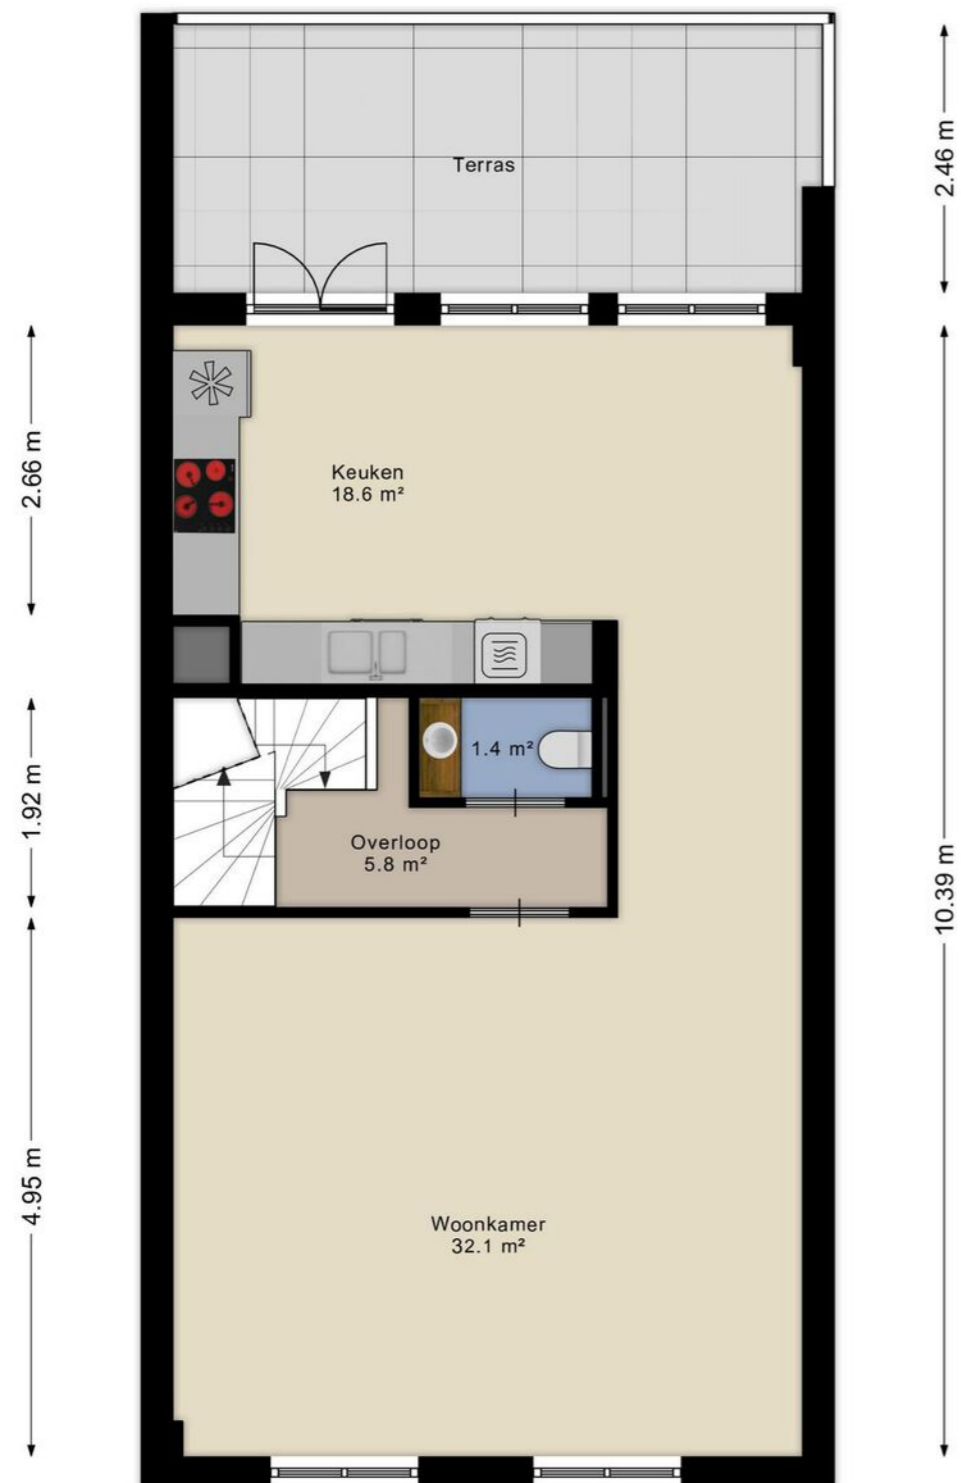 Terras
2.46 m
Keuken
18.6 m²
2.66 m
1.4 m²
1.92 m
Overloop
5.8 m²
10.39 m
4.95 m
Woonkamer
32.1 m²